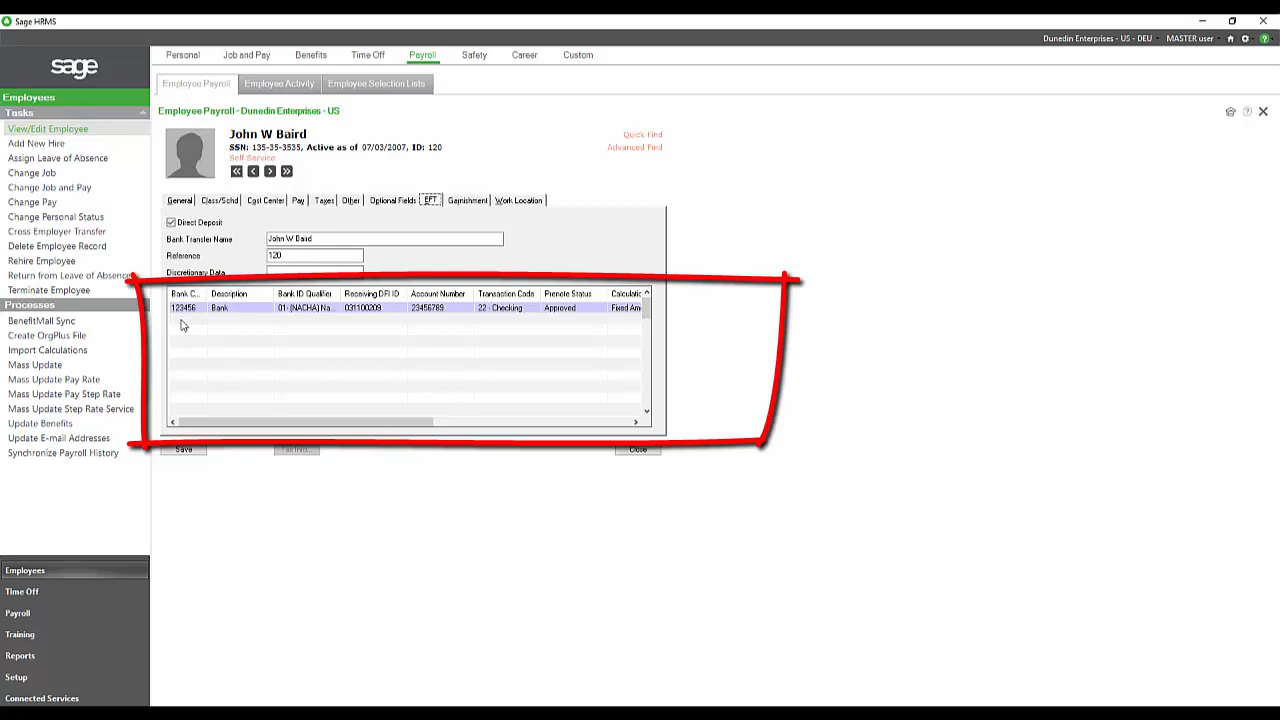 Sage HRMS
Dunedin Enterprises - US - DEU MASTER user
sage
Personal Job and Pay Benefits Time Off Payroll Safety Career Custom
Employee Payroll Employee Activity Employee Selection Lists
Employees
Tasks
View/Edit Employee
Add New Hire
Assign Leave of Absence
Change Job
Change Job and Pay
Change Pay
Change Personal Status
Cross Employer Transfer
Delete Employee Record
Rehire Employee
Return from Leave of Absence
Terminate Employee
Processes
BenefitMall Sync
Create OrgPlus File
Import Calculations
Mass Update
Mass Update Pay Rate
Mass Update Pay Step Rate
Mass Update Step Rate Service
Update Benefits
Update E-mail Addresses
Synchronize Payroll History
Employees
Time Off
Payroll
Training
Reports
Setup
Connected Services
Employee Payroll - Dunedin Enterprises - US
John W Baird
SSN: 135-35-3535, Active as of 07/03/2007, ID: 120
Self Service
Quick Find
Advanced Find
General Class/Schd Cost Center Pay Taxes Other Optional Fields EFT Garnishment Work Location
Direct Deposit
Bank Transfer Name John W Baird
Reference 120
Discretionary Data
Bank C... Description Bank ID Qualifier Receiving DFI ID Account Number Transaction Code Prenote Status Calculatio
123456 Bank 01- (NACHA) Na... 031100209 23456789 22 - Checking Approved Fixed Am
Save Tax Info... Close